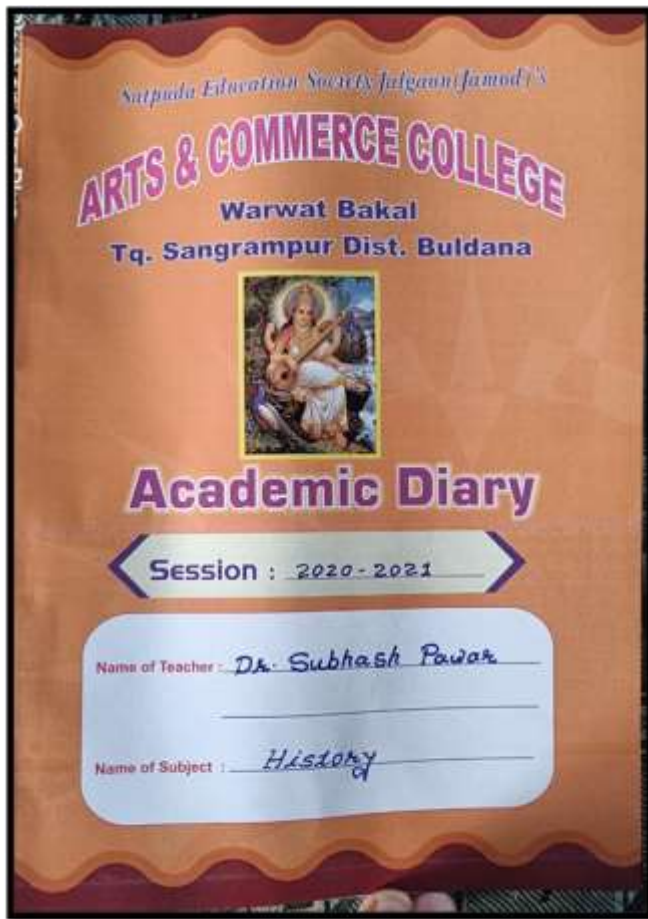 Satpuda Education Society Jalgaon (Jamod)'s
ARTS & COMMERCE COLLEGE
Warwat Bakal
Tq. Sangrampur Dist. Buldana
Academic Diary
Session : 2020-2021
Name of Teacher : Dr. Subhash Pawar
Name of Subject : History